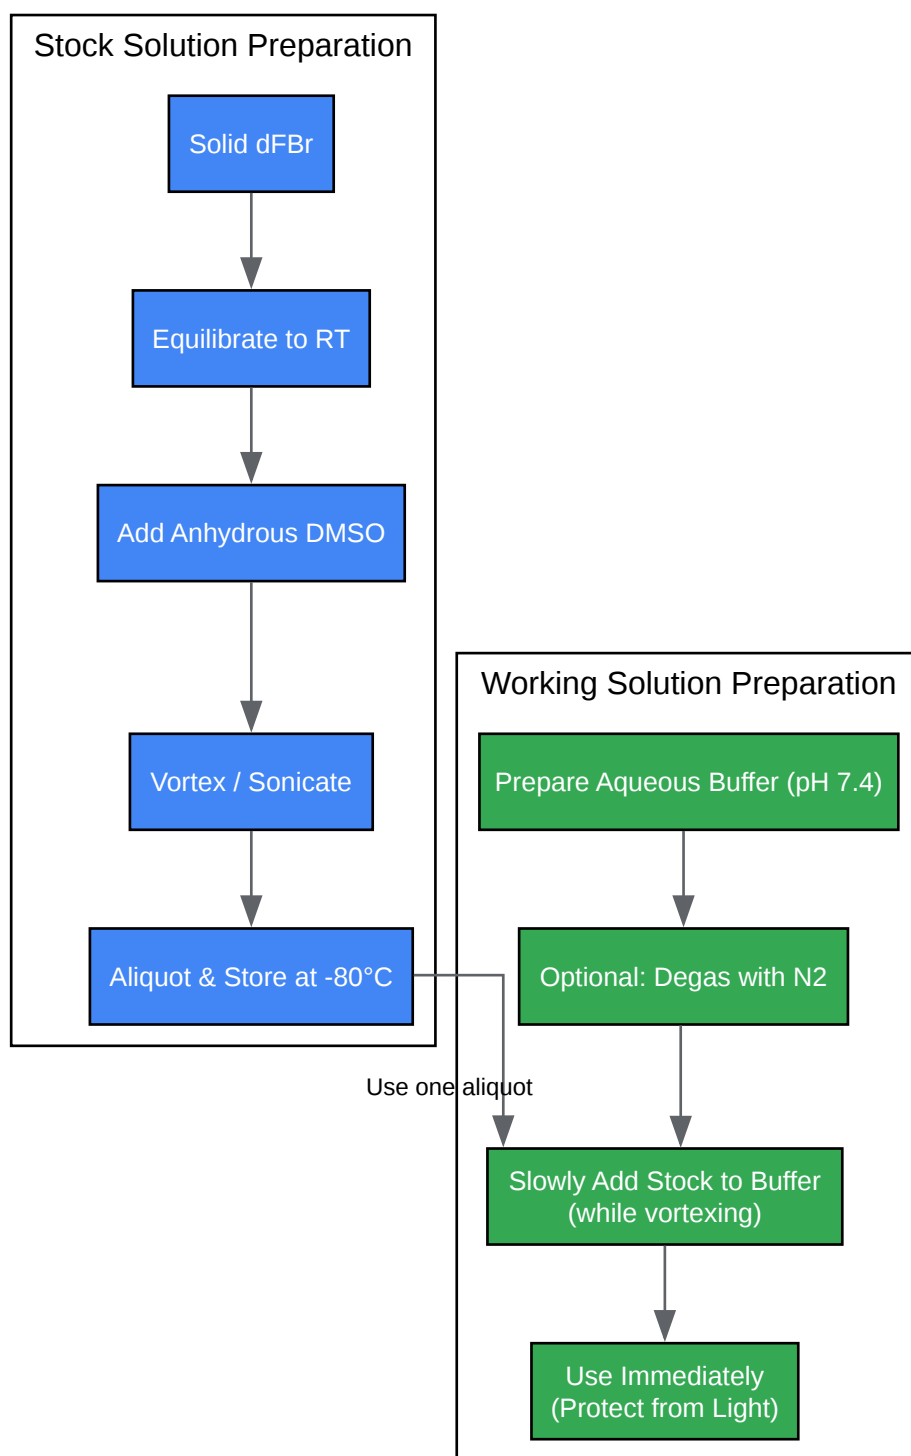 Stock Solution Preparation
Solid dFBr
Equilibrate to RT
Add Anhydrous DMSO
Vortex / Sonicate
Aliquot & Store at -80°C
Use one aliquot
Working Solution Preparation
Prepare Aqueous Buffer (pH 7.4)
Optional: Degas with N2
Slowly Add Stock to Buffer
(while vortexing)
Use Immediately
(Protect from Light)